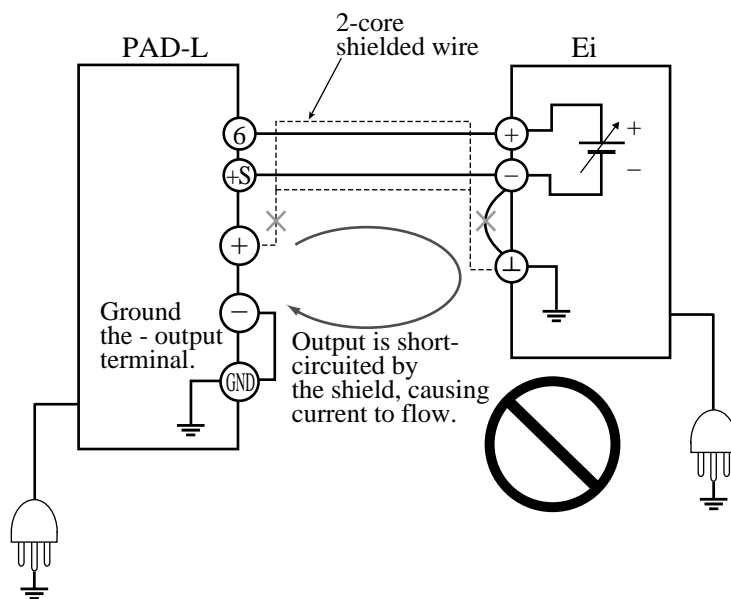 2-core
shielded wire
PAD-L
Ei
6
+
+
+S
−
−
+
⊥
Ground
the - output
terminal.
−
Output is short-
circuited by
the shield, causing
current to flow.
GND